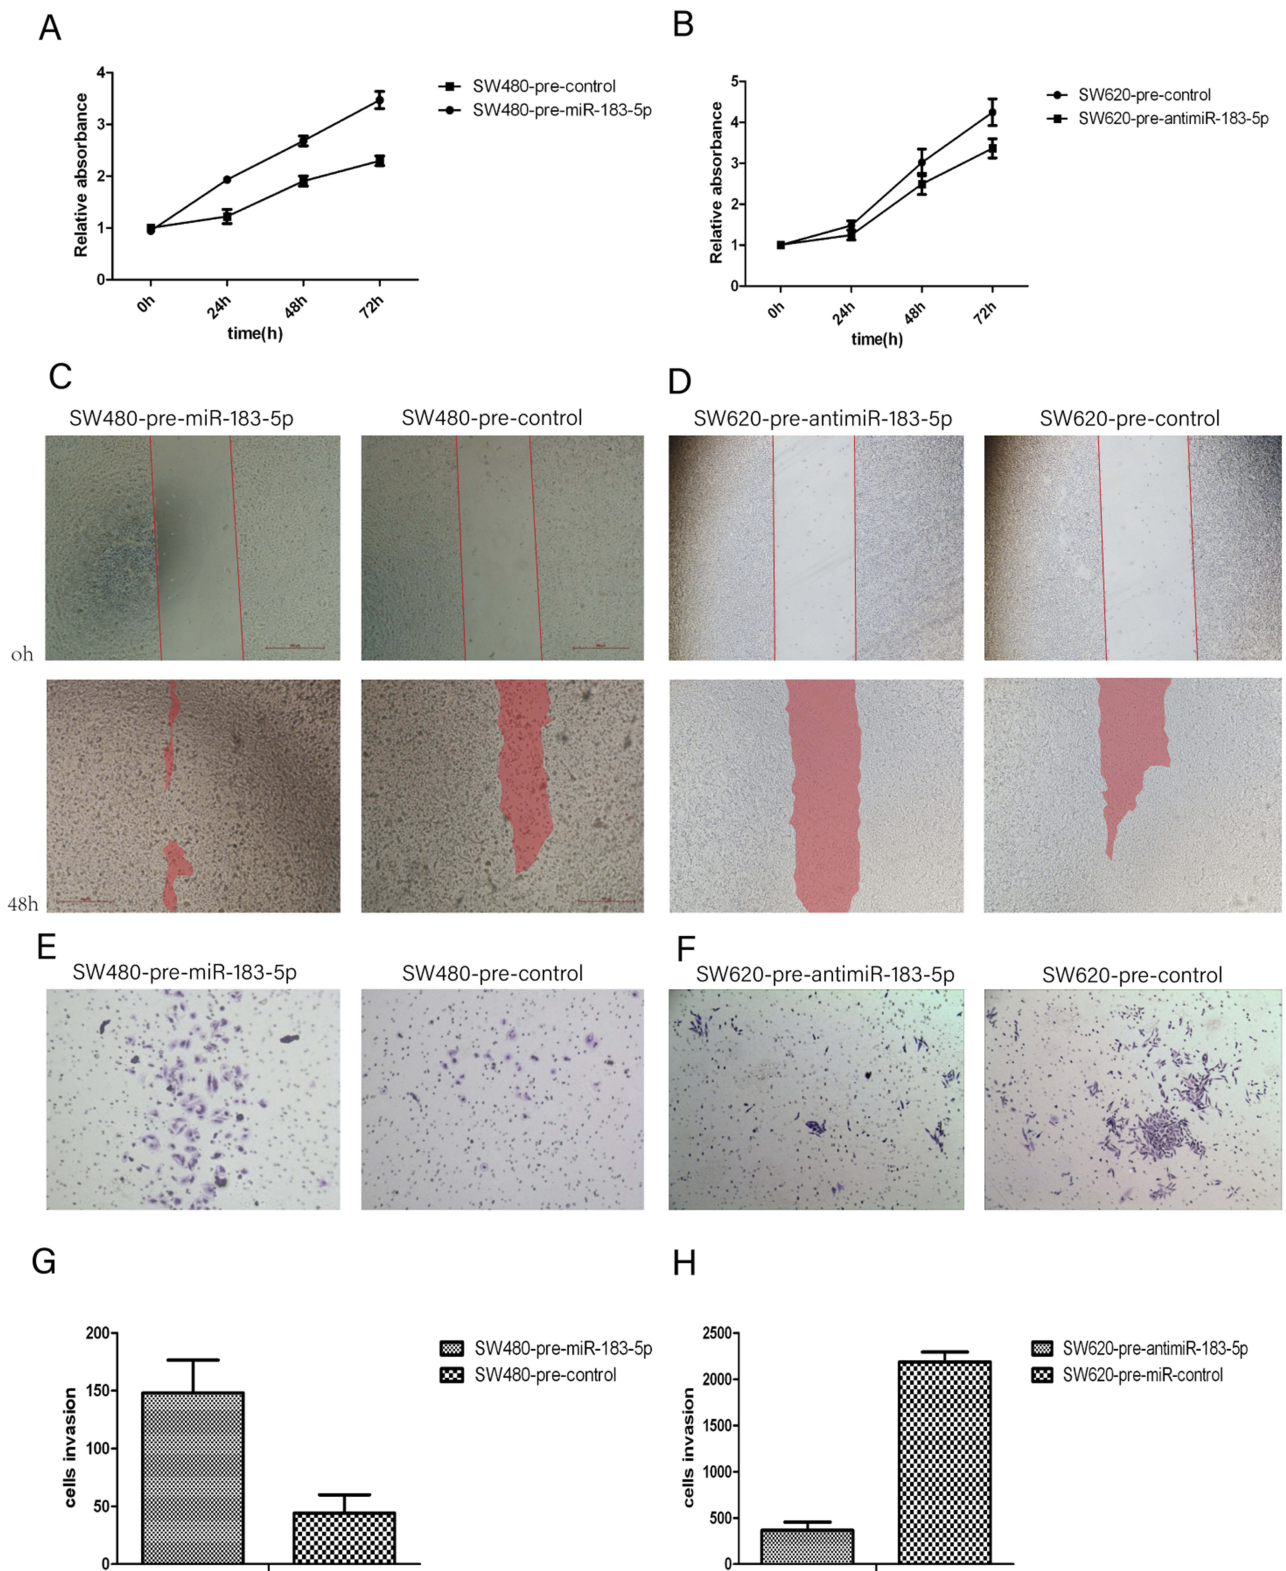 A
4
3
2
1
0
Relative absorbance
0h
24h
48h
72h
time(h)
SW480-pre-control
SW480-pre-miR-183-5p
B
5
4
3
2
1
0
Relative absorbance
0h
24h
48h
72h
time(h)
SW620-pre-control
SW620-pre-antimiR-183-5p
C
SW480-pre-miR-183-5p
SW480-pre-control
D
SW620-pre-antimiR-183-5p
SW620-pre-control
oh
48h
E
SW480-pre-miR-183-5p
SW480-pre-control
F
SW620-pre-antimiR-183-5p
SW620-pre-control
G
200
150
100
50
0
cells invasion
SW480-pre-miR-183-5p
SW480-pre-control
H
2500
2000
1500
1000
500
0
cells invasion
SW620-pre-antimiR-183-5p
SW620-pre-miR-control